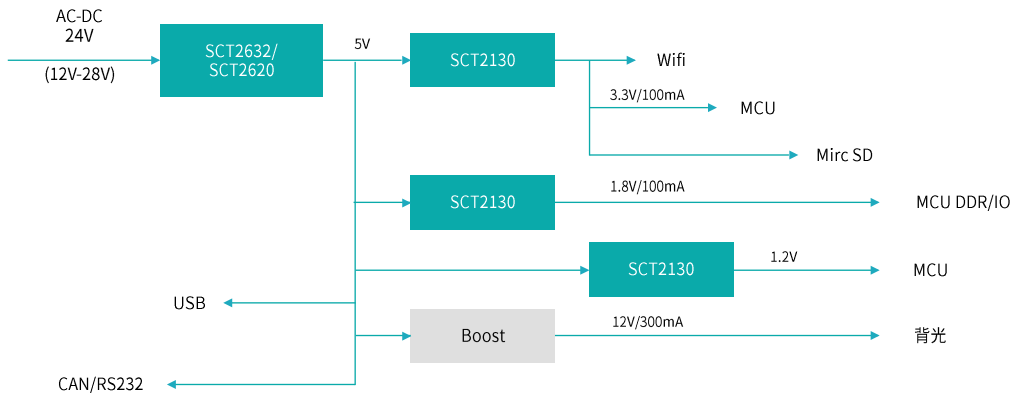 AC-DC
24V
(12V-28V)
SCT2632/
SCT2620
5V
SCT2130
Wifi
3.3V/100mA
MCU
Mirc SD
SCT2130
1.8V/100mA
MCU DDR/IO
SCT2130
1.2V
MCU
USB
Boost
12V/300mA
背光
CAN/RS232